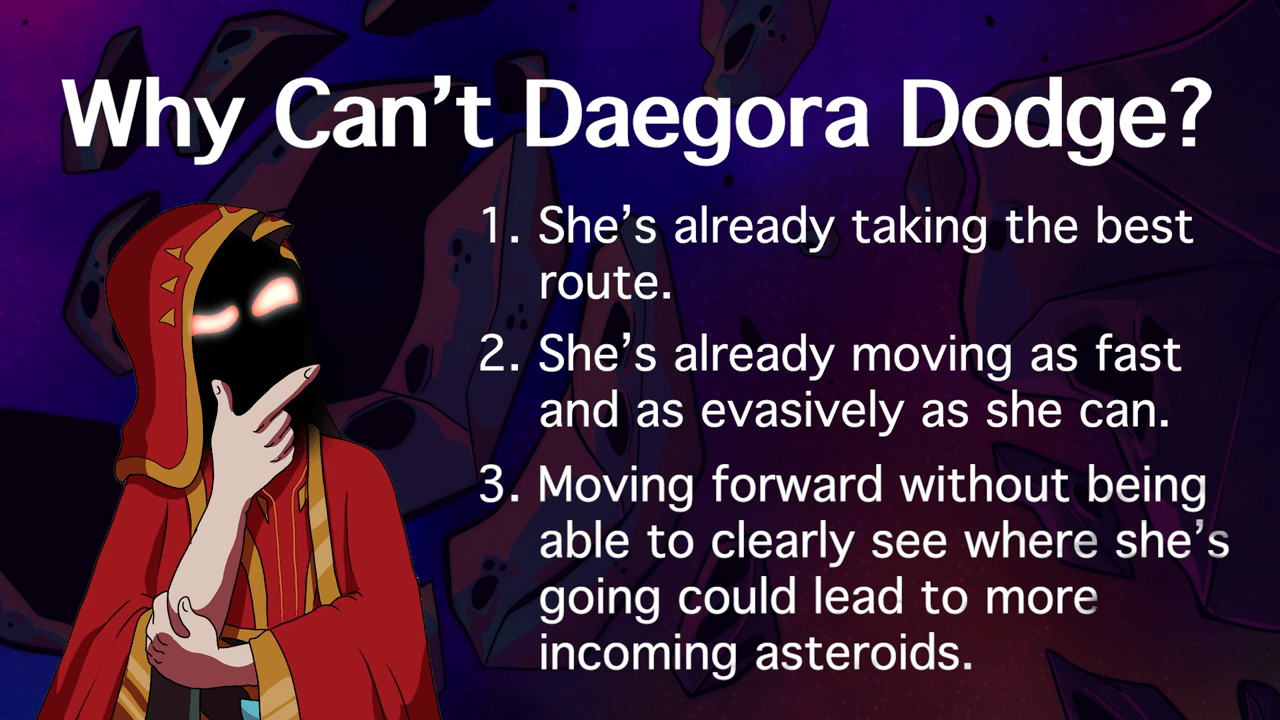 Why Can't Daegora Dodge?
1. She's already taking the best
route.
2. She's already moving as fast
and as evasively as she can.
3. Moving forward without being
able to clearly see where she's
going could lead to more
incoming asteroids.